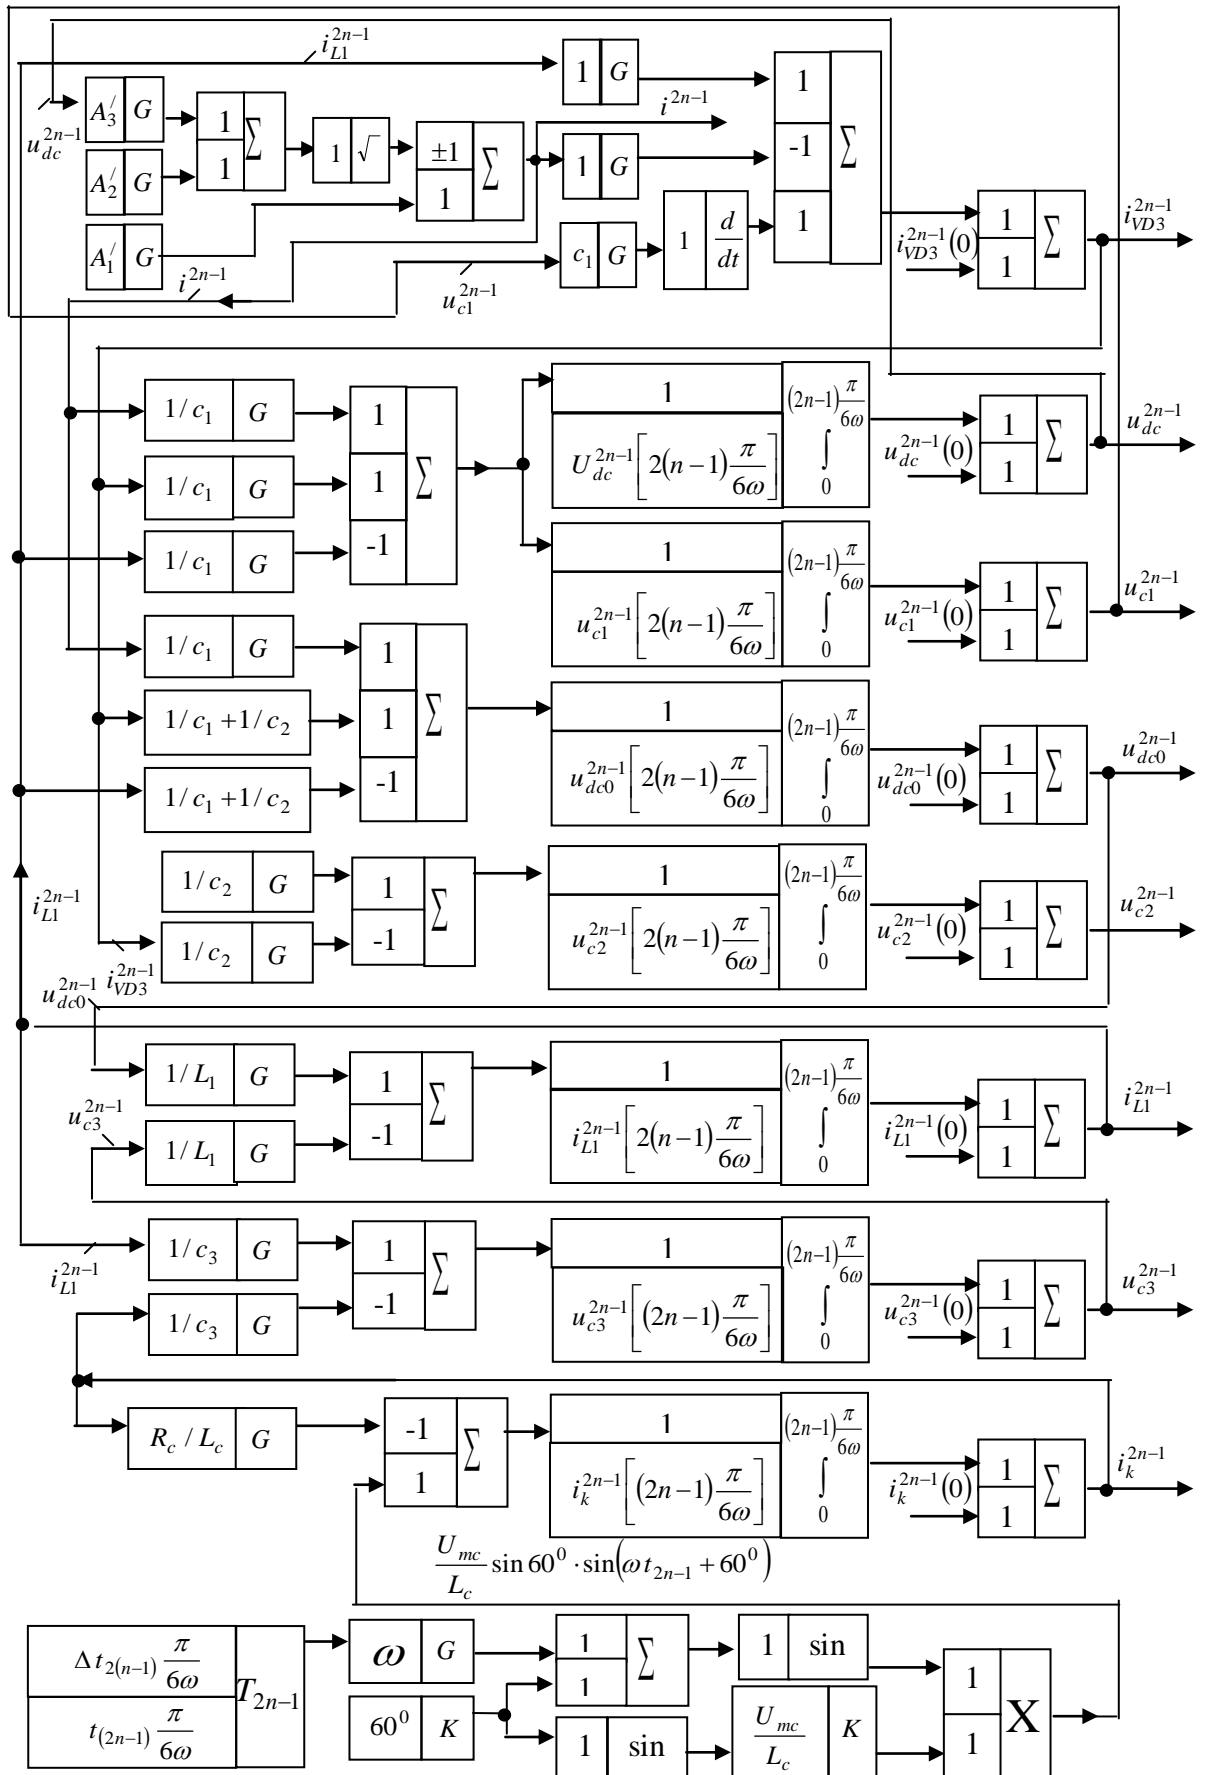 i_{L1}^{2n-1}
1 G
1
i^{2n-1}
A_3^/ G
u_{dc}^{2n-1}
1
1 ∑
1 √
±1
1 ∑
-1 ∑
A_2^/ G
1 G
1
A_1^/ G
c_1 G
1 d/dt
i^{2n-1}
u_{c1}^{2n-1}
i_{VD3}^{2n-1}(0)
1
1 ∑
i_{VD3}^{2n-1}
1/c_1 G
1
1
U_{dc}^{2n-1}[2(n-1) π/6ω]
(2n-1) π/6ω
∫
0
u_{dc}^{2n-1}(0)
1
1 ∑
u_{dc}^{2n-1}
1/c_1 G
1 ∑
1/c_1 G
-1
1
u_{c1}^{2n-1}[2(n-1) π/6ω]
(2n-1) π/6ω
∫
0
u_{c1}^{2n-1}(0)
1
1 ∑
u_{c1}^{2n-1}
1/c_1 G
1
1/c_1 +1/c_2
1 ∑
1/c_1 +1/c_2
-1
1
u_{dc0}^{2n-1}[2(n-1) π/6ω]
(2n-1) π/6ω
∫
0
u_{dc0}^{2n-1}(0)
1
1 ∑
u_{dc0}^{2n-1}
1/c_2 G
1
1/c_2 G
-1 ∑
i_{L1}^{2n-1}
1
u_{c2}^{2n-1}[2(n-1) π/6ω]
(2n-1) π/6ω
∫
0
u_{c2}^{2n-1}(0)
1
1 ∑
u_{c2}^{2n-1}
i_{VD3}^{2n-1}
u_{dc0}^{2n-1}
1/L_1 G
1
u_{c3}^{2n-1}
1/L_1 G
-1 ∑
1
i_{L1}^{2n-1}[2(n-1) π/6ω]
(2n-1) π/6ω
∫
0
i_{L1}^{2n-1}(0)
1
1 ∑
i_{L1}^{2n-1}
1/c_3 G
1
i_{L1}^{2n-1}
1/c_3 G
-1 ∑
1
u_{c3}^{2n-1}[(2n-1) π/6ω]
(2n-1) π/6ω
∫
0
u_{c3}^{2n-1}(0)
1
1 ∑
u_{c3}^{2n-1}
R_c/L_c G
-1
1 ∑
1
i_k^{2n-1}[(2n-1) π/6ω]
(2n-1) π/6ω
∫
0
i_k^{2n-1}(0)
1
1 ∑
i_k^{2n-1}
U_{mc}/L_c sin 60^0 · sin(ω t_{2n-1} + 60^0)
Δ t_{2(n-1)} π/6ω
t_{(2n-1)} π/6ω
T_{2n-1}
ω G
1
1 ∑
1 sin
60^0 K
1 sin
U_{mc}/L_c K
1
1 X